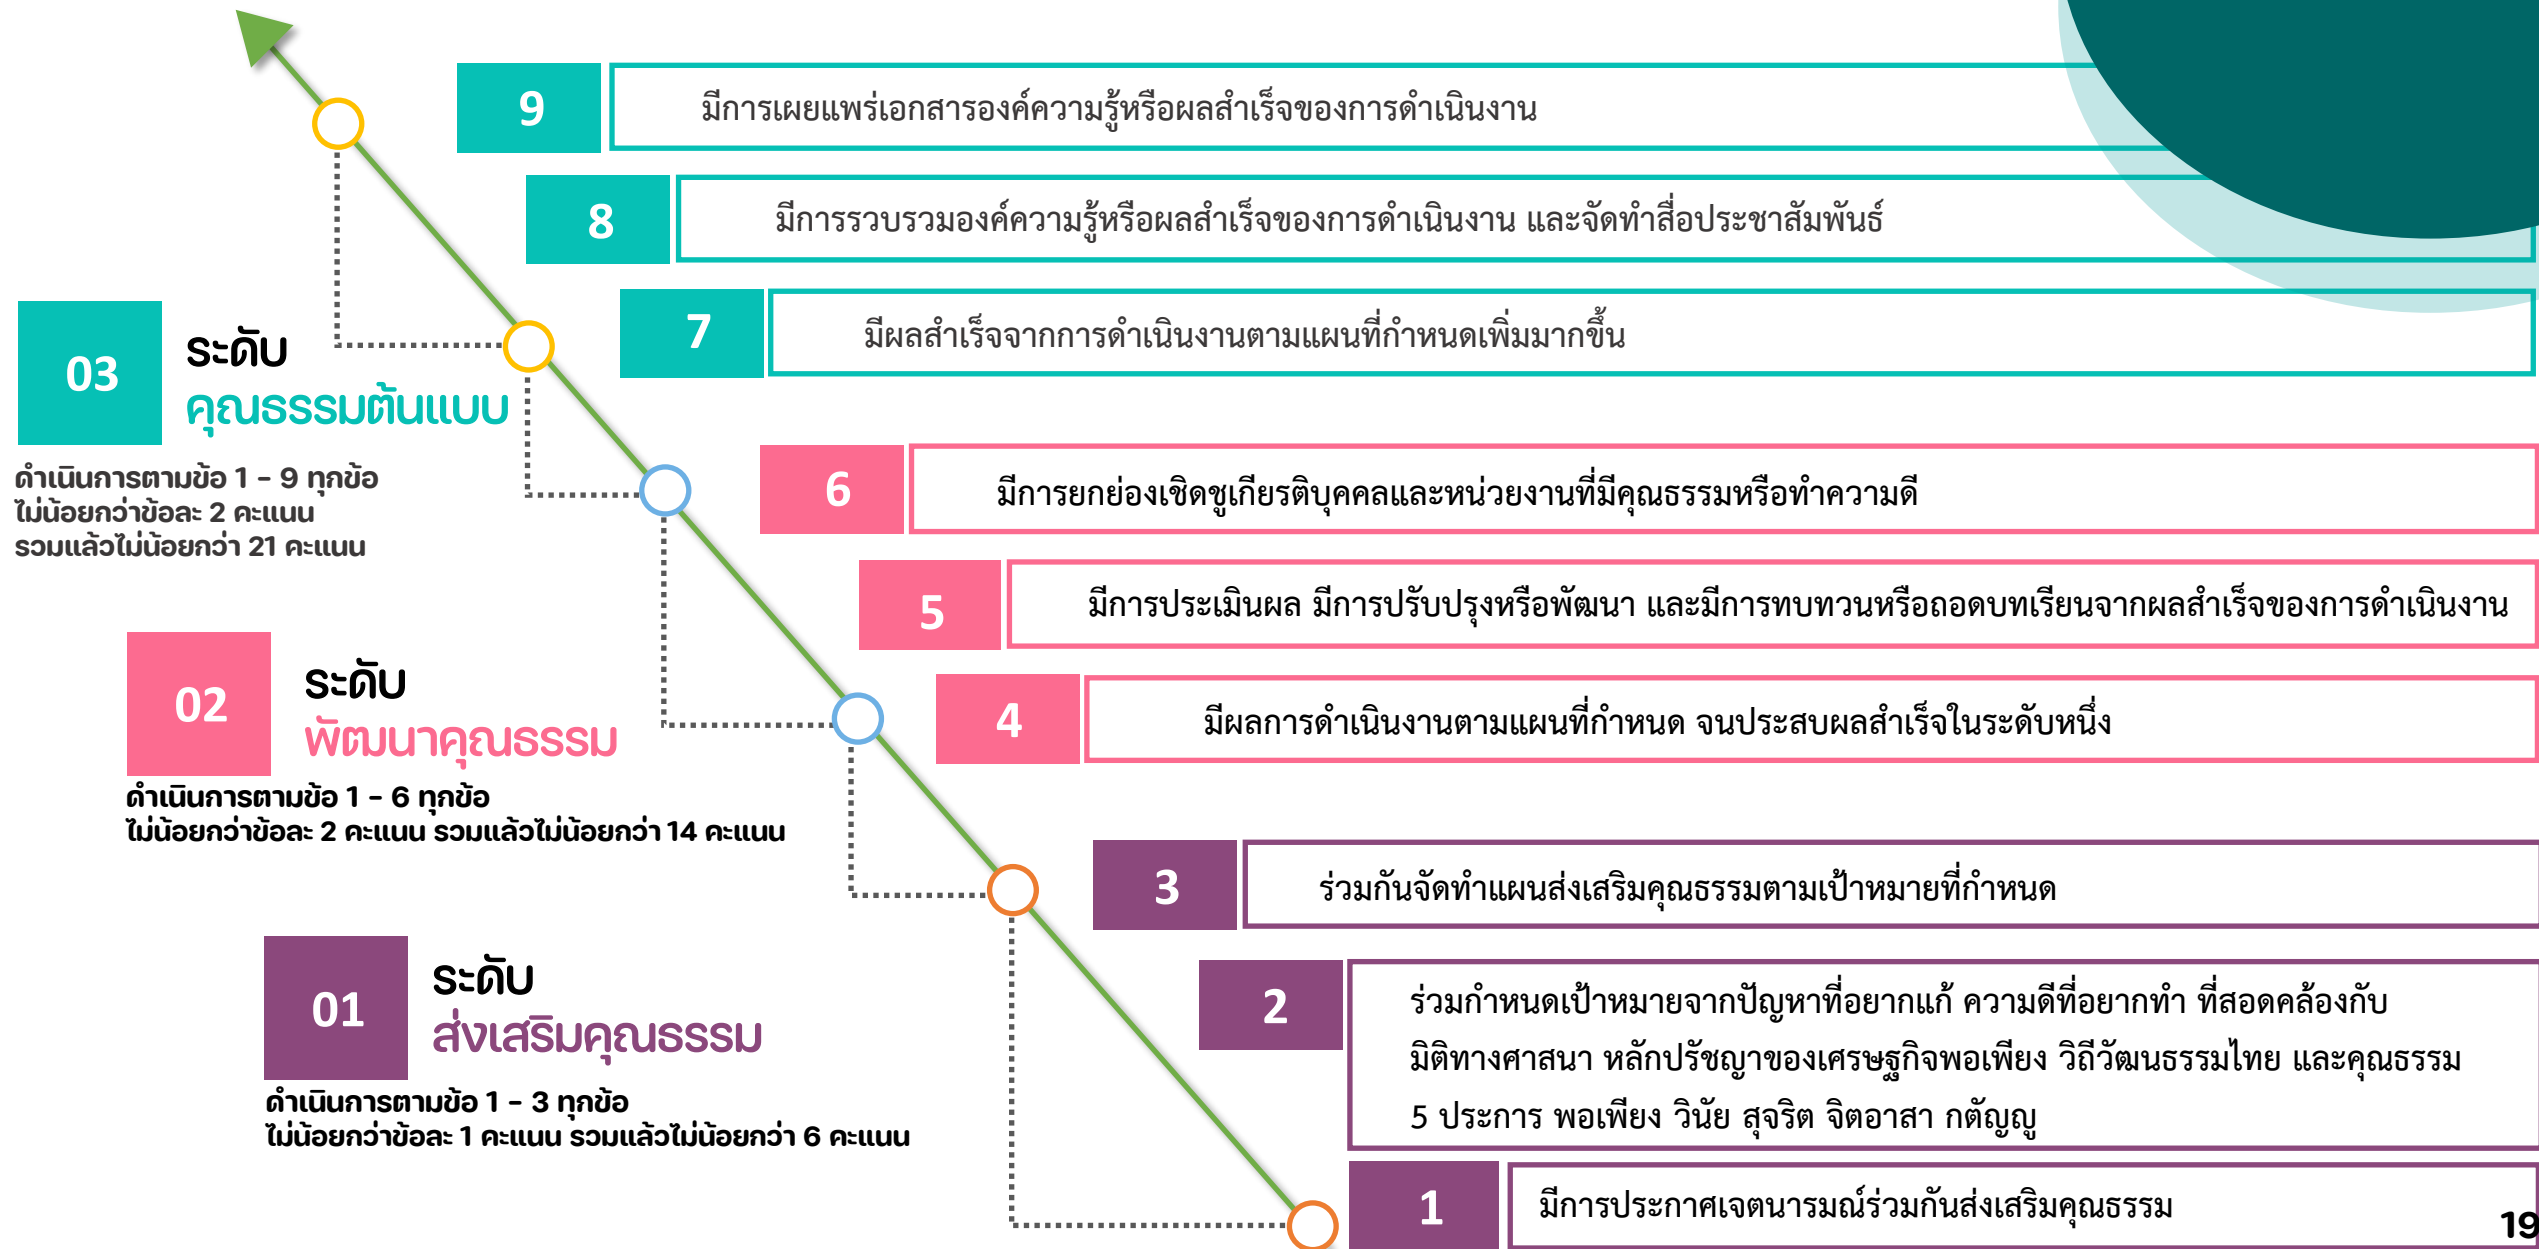 9
มีการเผยแพร่เอกสารองค์ความรู้หรือผลสำเร็จของการดำเนินงาน
8
มีการรวบรวมองค์ความรู้หรือผลสำเร็จของการดำเนินงาน และจัดทำสื่อประชาสัมพันธ์
7
มีผลสำเร็จจากการดำเนินงานตามแผนที่กำหนดเพิ่มมากขึ้น
03
ระดับ
คุณธรรมต้นแบบ
ดำเนินการตามข้อ 1 - 9 ทุกข้อ
ไม่น้อยกว่าข้อละ 2 คะแนน
รวมแล้วไม่น้อยกว่า 21 คะแนน
6
มีการยกย่องเชิดชูเกียรติบุคคลและหน่วยงานที่มีคุณธรรมหรือทำความดี
5
มีการประเมินผล มีการปรับปรุงหรือพัฒนา และมีการทบทวนหรือถอดบทเรียนจากผลสำเร็จของการดำเนินงาน
4
มีผลการดำเนินงานตามแผนที่กำหนด จนประสบผลสำเร็จในระดับหนึ่ง
02
ระดับ
พัฒนาคุณธรรม
ดำเนินการตามข้อ 1 - 6 ทุกข้อ
ไม่น้อยกว่าข้อละ 2 คะแนน รวมแล้วไม่น้อยกว่า 14 คะแนน
3
ร่วมกันจัดทำแผนส่งเสริมคุณธรรมตามเป้าหมายที่กำหนด
2
ร่วมกำหนดเป้าหมายจากปัญหาที่อยากแก้ ความดีที่อยากทำ ที่สอดคล้องกับ
มิติทางศาสนา หลักปรัชญาของเศรษฐกิจพอเพียง วิถีวัฒนธรรมไทย และคุณธรรม
5 ประการ พอเพียง วินัย สุจริต จิตอาสา กตัญญู
01
ระดับ
ส่งเสริมคุณธรรม
ดำเนินการตามข้อ 1 - 3 ทุกข้อ
ไม่น้อยกว่าข้อละ 1 คะแนน รวมแล้วไม่น้อยกว่า 6 คะแนน
1
มีการประกาศเจตนารมณ์ร่วมกันส่งเสริมคุณธรรม
19